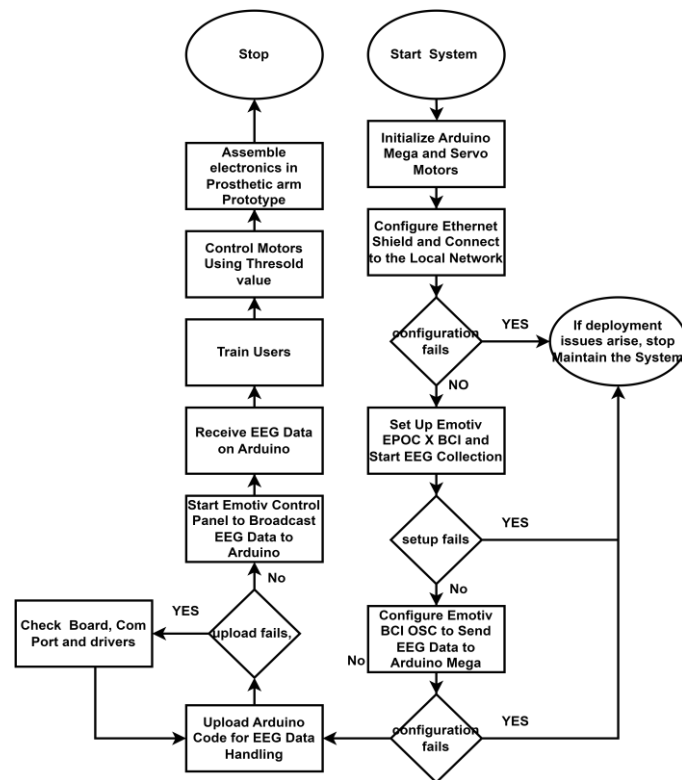 Stop
Start System
Assemble
electronics in
Prosthetic arm
Prototype
Initialize Arduino
Mega and Servo
Motors
Control Motors
Using Thresold
value
Configure Ethernet
Shield and Connect
to the Local Network
Train Users
configuration
fails
YES
If deployment
issues arise, stop
Maintain the System
NO
Receive EEG Data
on Arduino
Set Up Emotiv
EPOC X BCI and
Start EEG Collection
Start Emotiv Control
Panel to Broadcast
EEG Data to
Arduino
setup fails
YES
No
No
Check Board, Com
Port and drivers
YES
upload fails,
Configure Emotiv
BCI OSC to Send
EEG Data to
Arduino Mega
No
Upload Arduino
Code for EEG Data
Handling
configuration
fails
YES